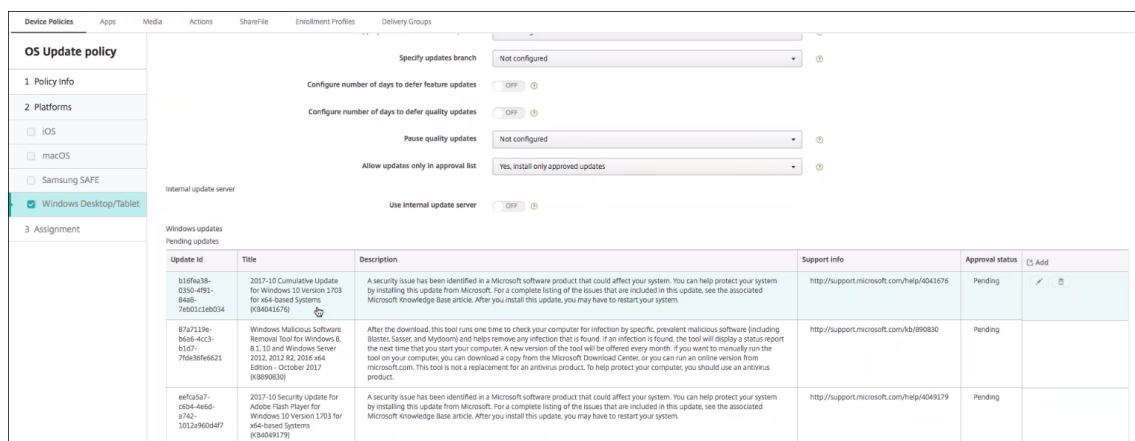 Device Policies Apps Media Actions ShareFile Enrollment Profiles Delivery Groups
OS Update policy
1 Policy Info
2 Platforms
iOS
macOS
Samsung SAFE
Windows Desktop/Tablet
3 Assignment
Specify updates branch Not configured
Configure number of days to defer feature updates OFF
Configure number of days to defer quality updates OFF
Pause quality updates Not configured
Allow updates only in approval list Yes, install only approved updates
Internal update server
Use internal update server OFF
Windows updates
Pending updates
Update Id Title Description Support info Approval status Add
b16fea38-
0350-4f91-
84a8-
7eb01c1eb034
2017-10 Cumulative Update
for Windows 10 Version 1703
for x64-based Systems
(KB4041676)
A security issue has been identified in a Microsoft software product that could affect your system. You can help protect your system
by installing this update from Microsoft. For a complete listing of the issues that are included in this update, see the associated
Microsoft Knowledge Base article. After you install this update, you may have to restart your system.
http://support.microsoft.com/help/4041676
Pending
87a7119e-
b6a6-4cc3-
b1d7-
7fde36fe6621
Windows Malicious Software
Removal Tool for Windows 8,
8.1, 10 and Windows Server
2012, 2012 R2, 2016 x64
Edition - October 2017
(KB890830)
After the download, this tool runs one time to check your computer for infection by specific, prevalent malicious software (including
Blaster, Sasser, and Mydoom) and helps remove any infection that is found. If an infection is found, the tool will display a status report
the next time that you start your computer. A new version of the tool will be offered every month. If you want to manually run the
tool on your computer, you can download a copy from the Microsoft Download Center, or you can run an online version from
microsoft.com. This tool is not a replacement for an antivirus product. To help protect your computer, you should use an antivirus
product.
http://support.microsoft.com/kb/890830
Pending
eefca5a7-
c6b4-4e6d-
a742-
1012a960d4f7
2017-10 Security Update for
Adobe Flash Player for
Windows 10 Version 1703 for
x64-based Systems
(KB4049179)
A security issue has been identified in a Microsoft software product that could affect your system. You can help protect your system
by installing this update from Microsoft. For a complete listing of the issues that are included in this update, see the associated
Microsoft Knowledge Base article. After you install this update, you may have to restart your system.
http://support.microsoft.com/help/4049179
Pending